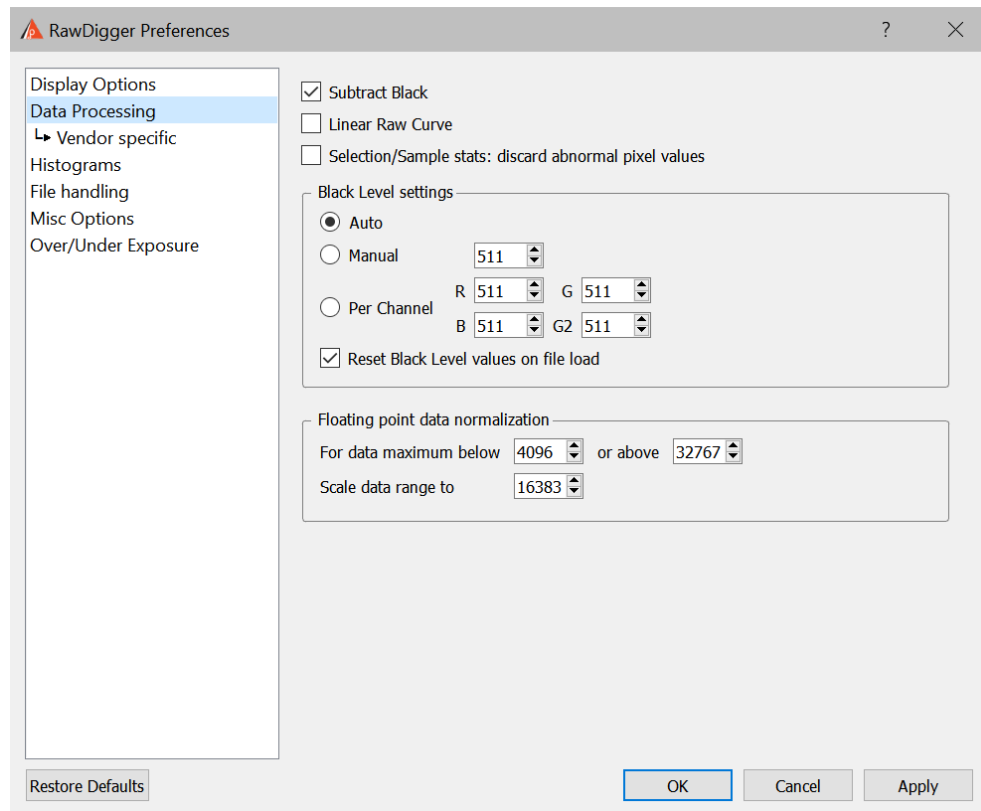 RawDigger Preferences
?
Display Options
Data Processing
Vendor specific
Histograms
File handling
Misc Options
Over/Under Exposure
Subtract Black
Linear Raw Curve
Selection/Sample stats: discard abnormal pixel values
Black Level settings
Auto
Manual 511
Per Channel
R 511 G 511
B 511 G2 511
Reset Black Level values on file load
Floating point data normalization
For data maximum below 4096 or above 32767
Scale data range to 16383
Restore Defaults
OK
Cancel
Apply